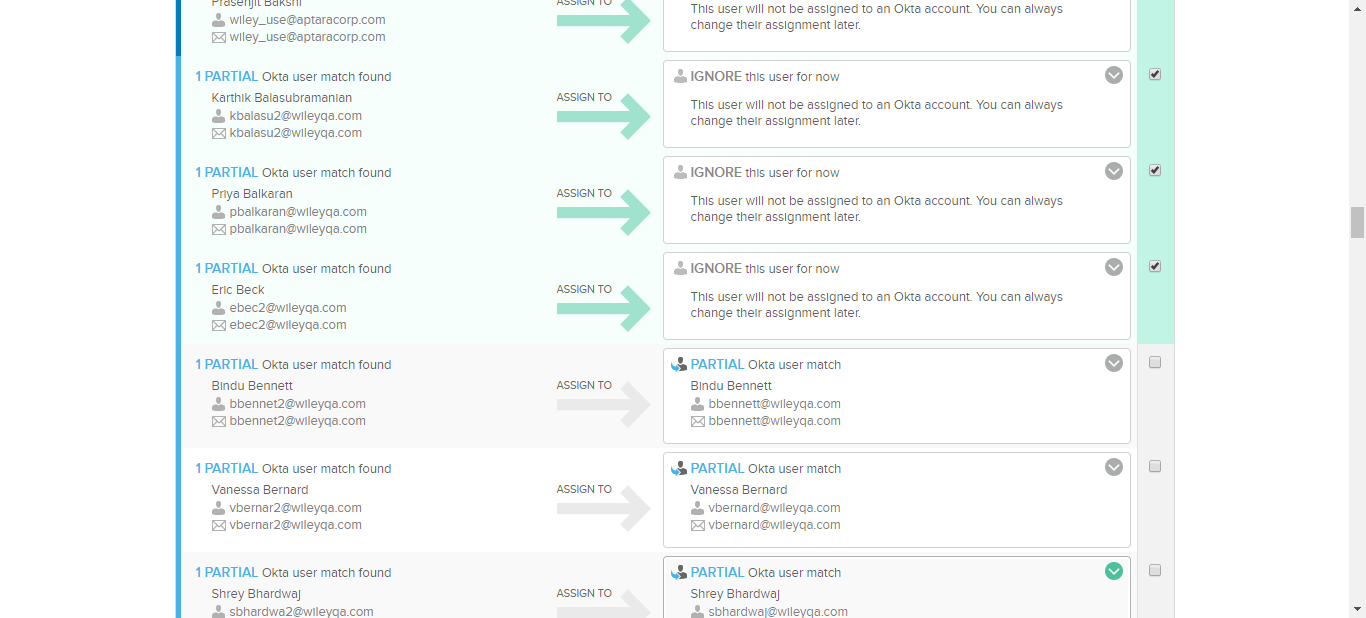 Prasenjit Bakshi
wiley_use@aptaracorp.com
wiley_use@aptaracorp.com
ASSIGN TO
This user will not be assigned to an Okta account. You can always
change their assignment later.
1 PARTIAL Okta user match found
Karthik Balasubramanian
kbalasu2@wileyqa.com
kbalasu2@wileyqa.com
ASSIGN TO
IGNORE this user for now
This user will not be assigned to an Okta account. You can always
change their assignment later.
1 PARTIAL Okta user match found
Priya Balkaran
pbalkaran@wileyqa.com
pbalkaran@wileyqa.com
ASSIGN TO
IGNORE this user for now
This user will not be assigned to an Okta account. You can always
change their assignment later.
1 PARTIAL Okta user match found
Eric Beck
ebec2@wileyqa.com
ebec2@wileyqa.com
ASSIGN TO
IGNORE this user for now
This user will not be assigned to an Okta account. You can always
change their assignment later.
1 PARTIAL Okta user match found
Bindu Bennett
bbennet2@wileyqa.com
bbennet2@wileyqa.com
ASSIGN TO
PARTIAL Okta user match
Bindu Bennett
bbennett@wileyqa.com
bbennett@wileyqa.com
1 PARTIAL Okta user match found
Vanessa Bernard
vbernar2@wileyqa.com
vbernar2@wileyqa.com
ASSIGN TO
PARTIAL Okta user match
Vanessa Bernard
vbernard@wileyqa.com
vbernard@wileyqa.com
1 PARTIAL Okta user match found
Shrey Bhardwaj
sbhardwa2@wileyqa.com
ASSIGN TO
PARTIAL Okta user match
Shrey Bhardwaj
sbhardwaj@wileyqa.com